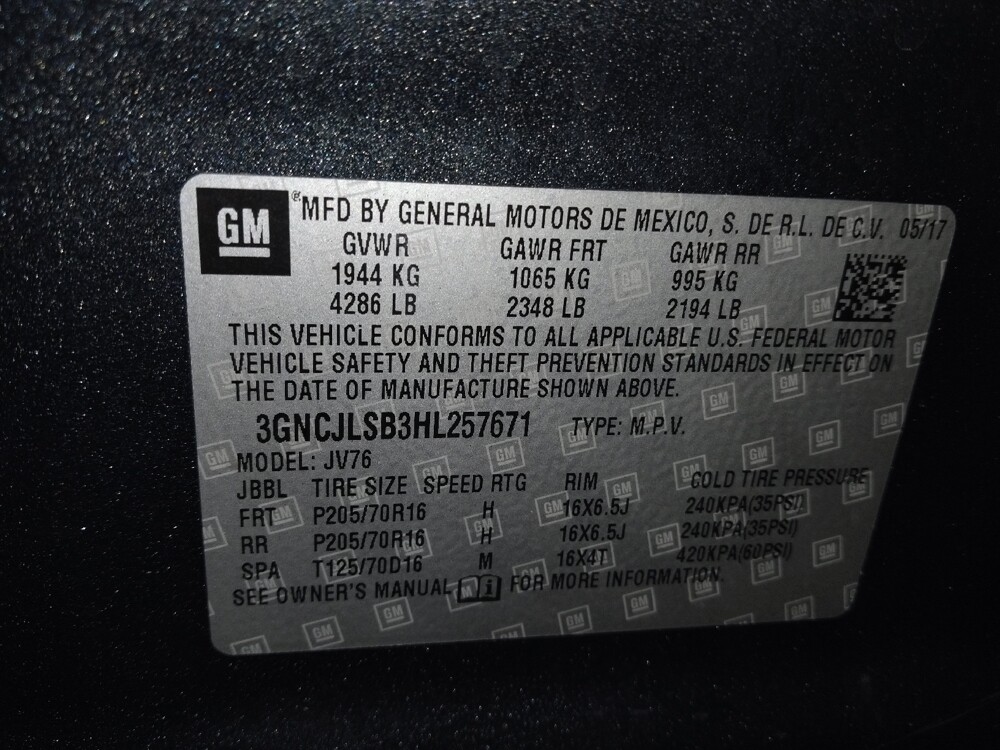 GM
®MFD BY GENERAL MOTORS DE MEXICO, S. DE R.L. DE C.V. 05/17
GVWR GAWR FRT GAWR RR
1944 KG 1065 KG 995 KG
4286 LB 2348 LB 2194 LB
THIS VEHICLE CONFORMS TO ALL APPLICABLE U.S. FEDERAL MOTOR
VEHICLE SAFETY AND THEFT PREVENTION STANDARDS IN EFFECT ON
THE DATE OF MANUFACTURE SHOWN ABOVE.
3GNCJLSB3HL257671 TYPE: M.P.V.
MODEL: JV76
JBBL TIRE SIZE SPEED RTG RIM COLD TIRE PRESSURE
FRT P205/70R16 H 16X6.5J 240KPA(35PSI)
RR P205/70R16 H 16X6.5J 240KPA(35PSI)
SPA T125/70D16 M 16X4T 420KPA(60PSI)
SEE OWNER'S MANUAL i FOR MORE INFORMATION.